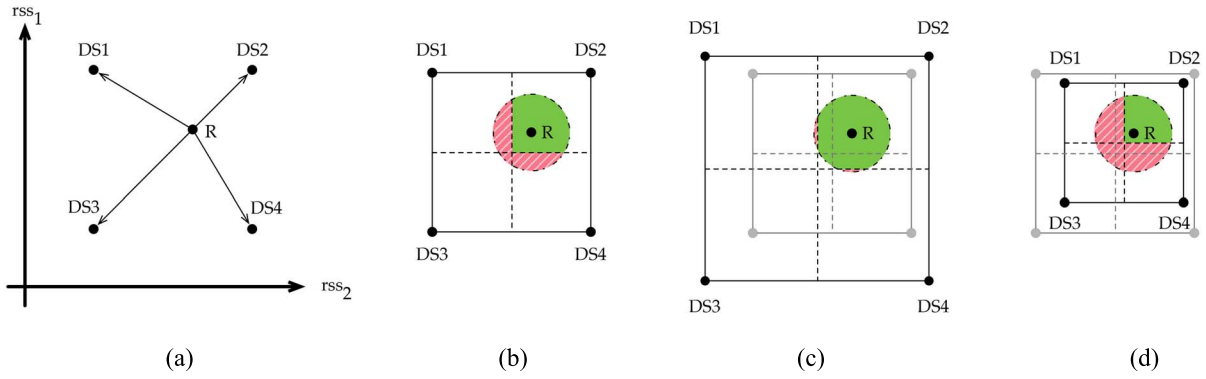 rss1
DS1 DS2
R
DS3 DS4
rss2
(a)
DS1 DS2
R
DS3 DS4
(b)
DS1 DS2
R
DS3 DS4
(c)
DS1 DS2
R
DS3 DS4
(d)